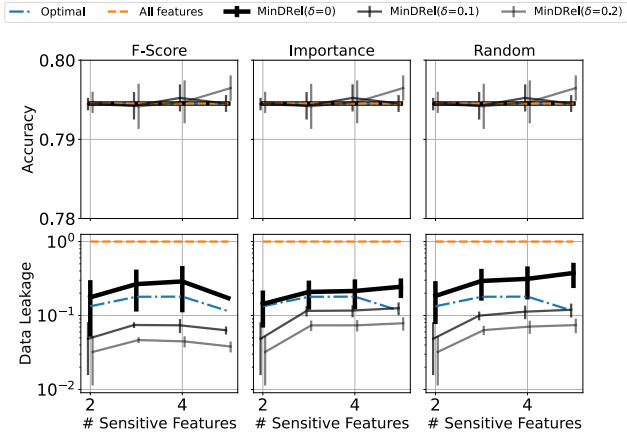 Optimal All features MinDRel(δ=0) MinDRel(δ=0.1) MinDRel(δ=0.2)
F-Score Importance Random
0.80
0.79
0.78
Accuracy
10⁰
10⁻¹
10⁻²
Data Leakage
2 4 2 4 2 4
# Sensitive Features # Sensitive Features # Sensitive Features